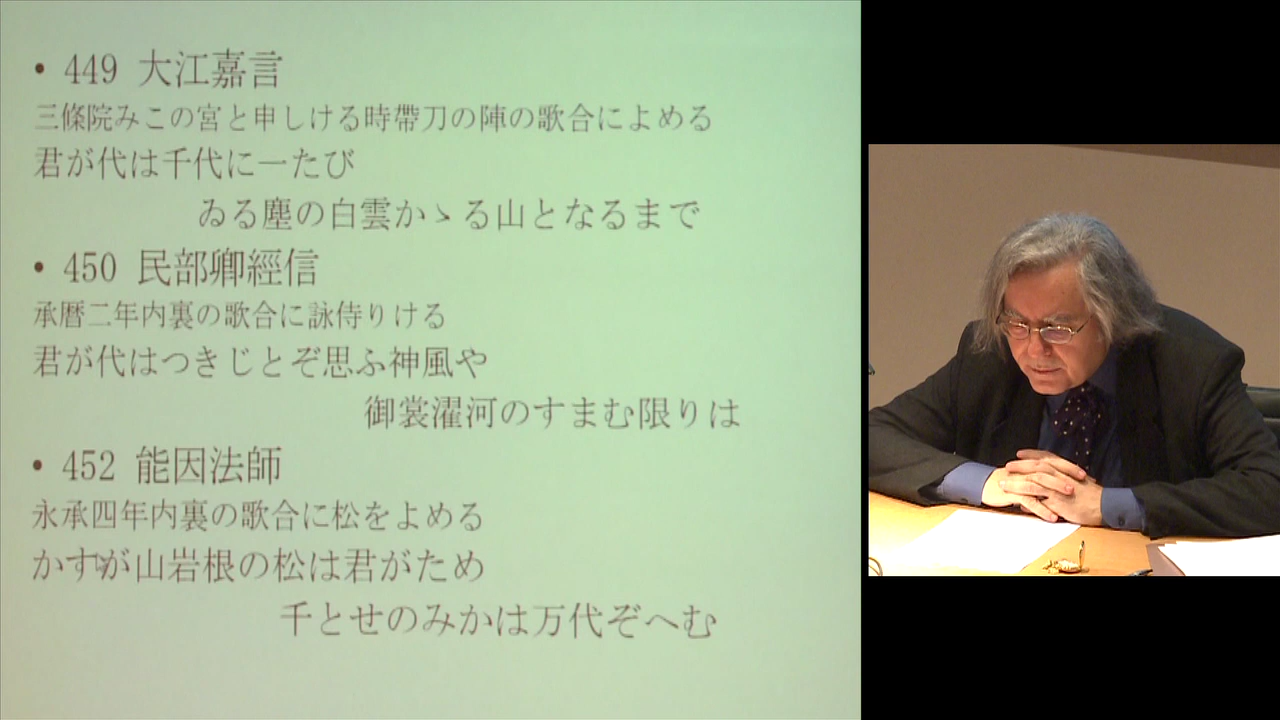 • 449 大江嘉言
三條院みこの宮と申しける時帶刀の陣の歌合によめる
君が代は千代に一たび
ゐる塵の白雲かゝる山となるまで
• 450 民部卿經信
承暦二年内裏の歌合に詠侍りける
君が代はつきじとぞ思ふ神風や
御裳濯河のすまむ限りは
• 452 能因法師
永承四年内裏の歌合に松をよめる
かすが山岩根の松は君がため
千とせのみかは万代ぞへむ